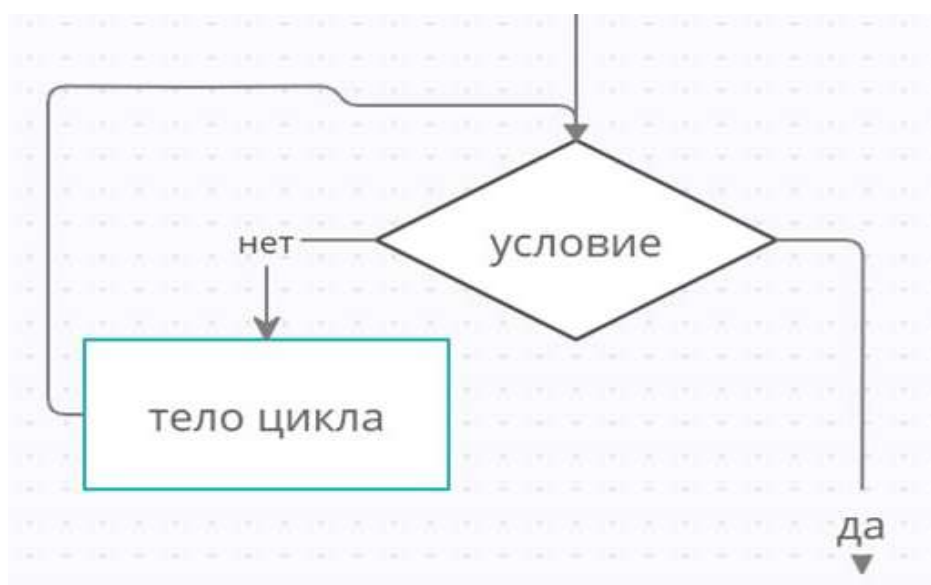 условие
нет
тело цикла
да